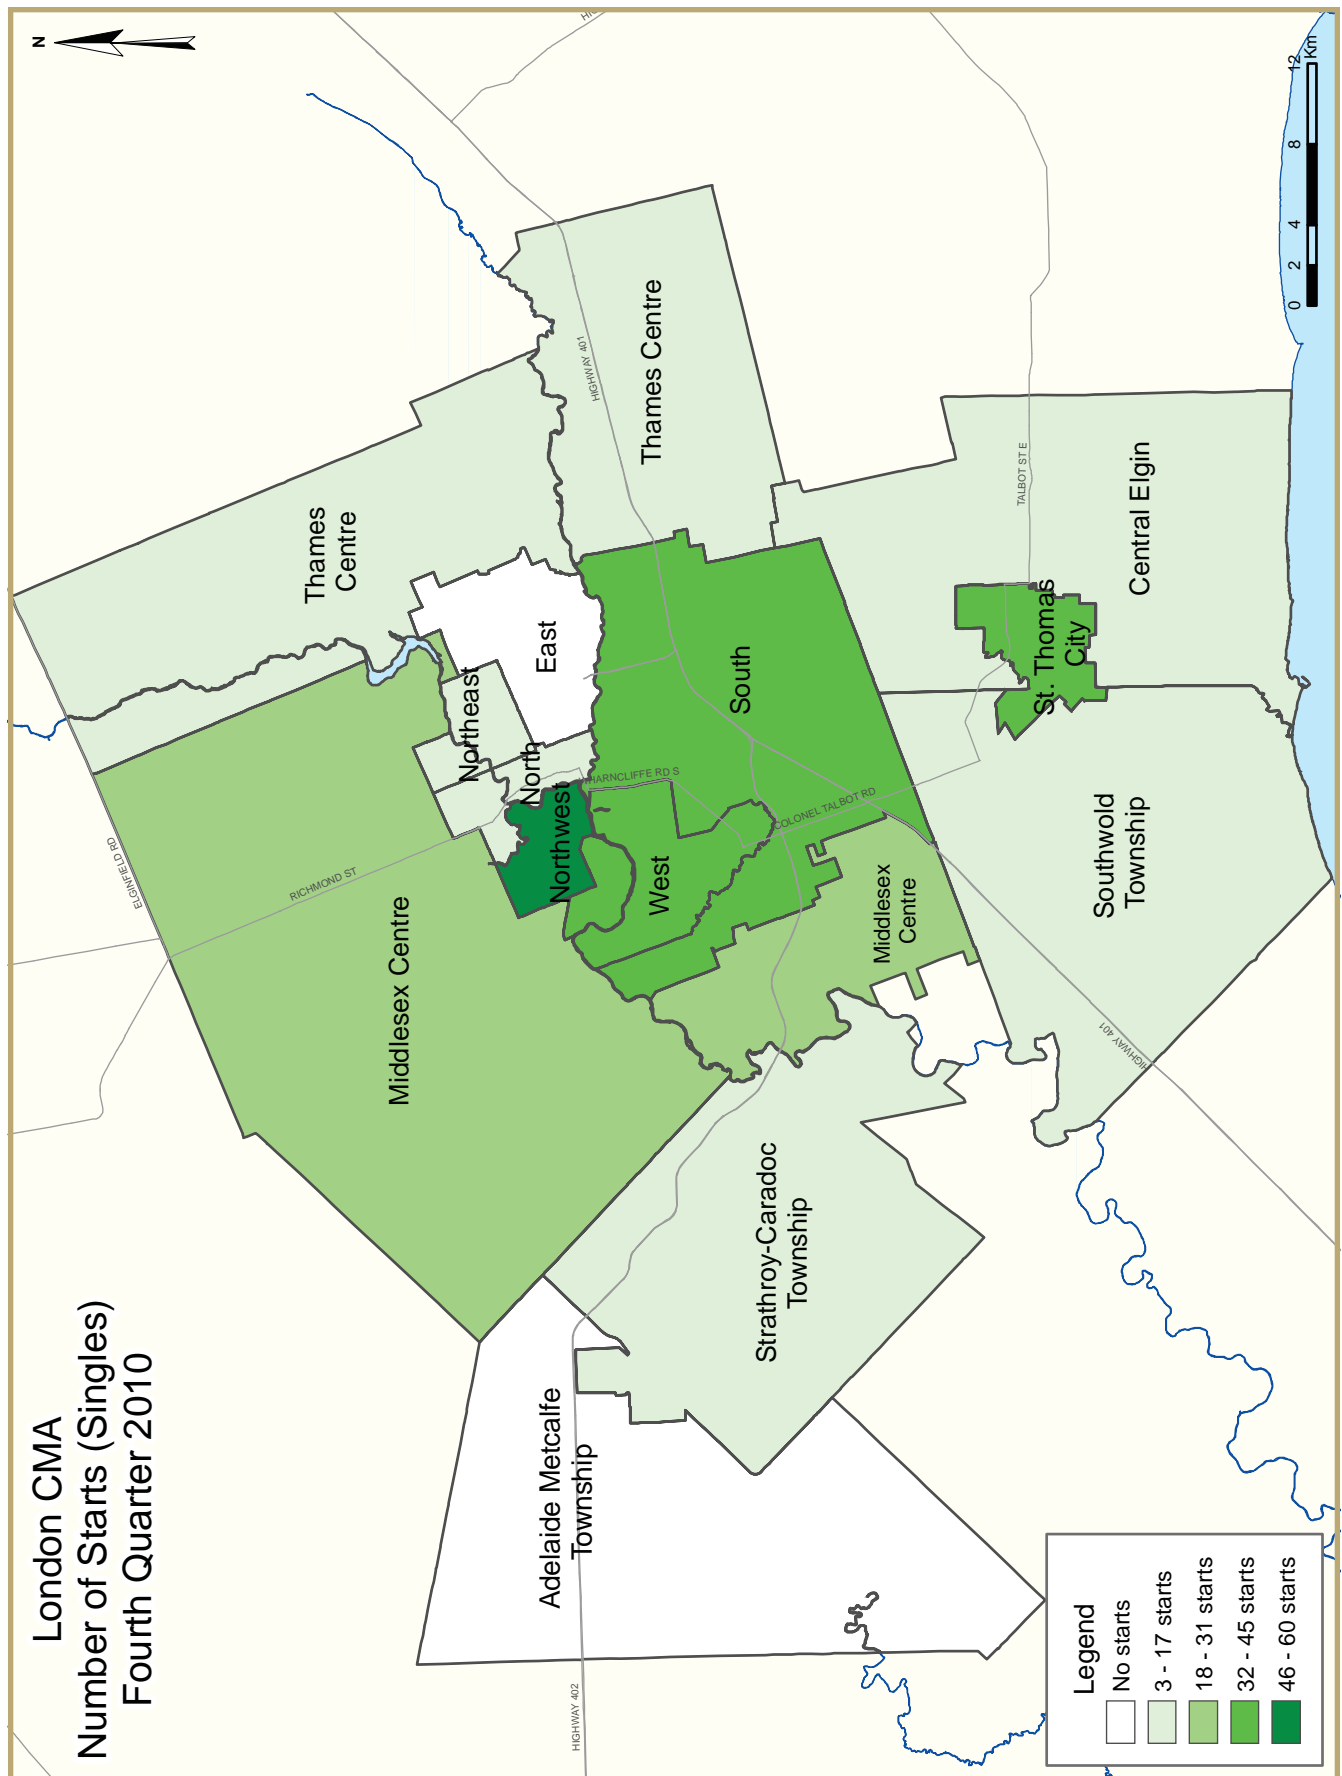 London CMA
Number of Starts (Singles)
Fourth Quarter 2010
N
ELGINFIELD RD
RICHMOND ST
Thames
Centre
Middlesex Centre
Northeast
North
Northwest
East
HIGHWAY 401
Thames Centre
WHARNCLIFFE RD S
West
South
COLONEL TALBOT RD
Middlesex
Centre
Adelaide Metcalfe
Township
HIGHWAY 402
Strathroy-Caradoc
Township
TALBOT ST E
St. Thomas
City
Central Elgin
Southwold
Township
HIGHWAY 401
Legend
No starts
3 - 17 starts
18 - 31 starts
32 - 45 starts
46 - 60 starts
0 2 4 8 12
Km